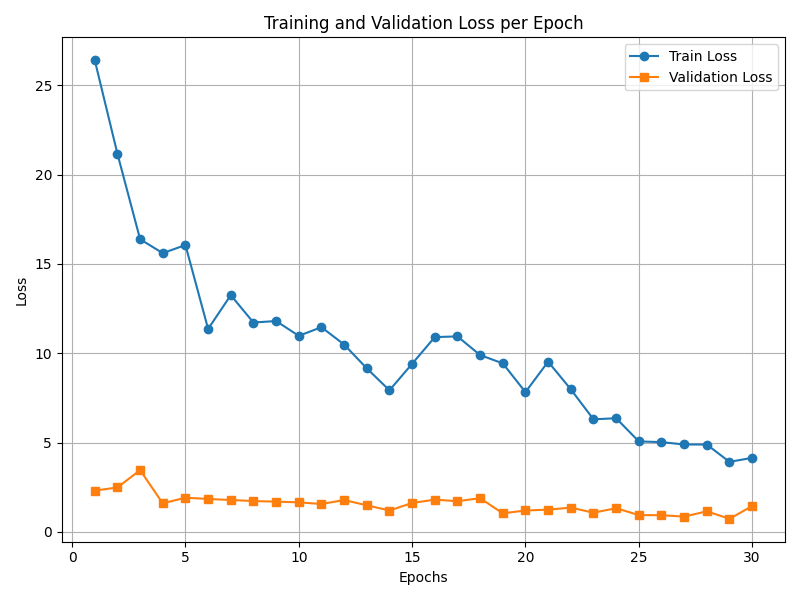 Training and Validation Loss per Epoch
Train Loss
Validation Loss
Loss
25
20
15
10
5
0
0 5 10 15 20 25 30
Epochs